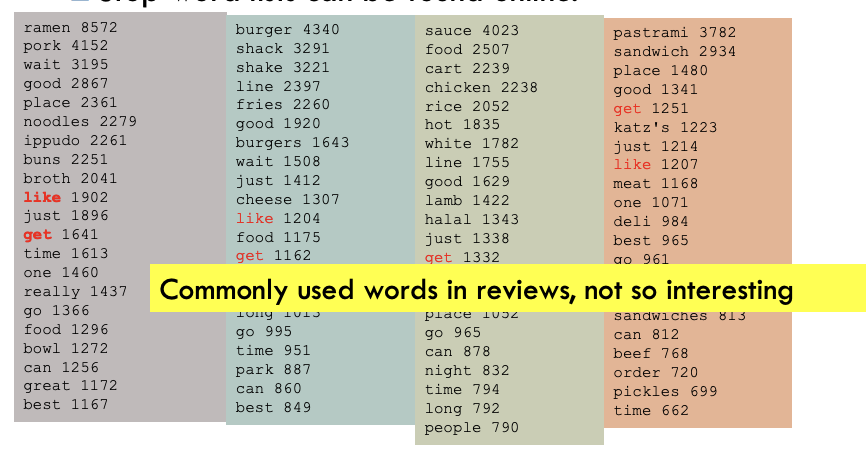 ramen 8572
pork 4152
wait 3195
good 2867
place 2361
noodles 2279
ippudo 2261
buns 2251
broth 2041
like 1902
just 1896
get 1641
time 1613
one 1460
really 1437
go 1366
food 1296
bowl 1272
can 1256
great 1172
best 1167
burger 4340
shack 3291
shake 3221
line 2397
fries 2260
good 1920
burgers 1643
wait 1508
just 1412
cheese 1307
like 1204
food 1175
get 1162
long 1013
go 995
time 951
park 887
can 860
best 849
sauce 4023
food 2507
cart 2239
chicken 2238
rice 2052
hot 1835
white 1782
line 1755
good 1629
lamb 1422
halal 1343
just 1338
get 1332
place 1052
go 965
can 878
night 832
time 794
long 792
people 790
pastrami 3782
sandwich 2934
place 1480
good 1341
get 1251
katz's 1223
just 1214
like 1207
meat 1168
one 1071
deli 984
best 965
go 961
sandwiches 813
can 812
beef 768
order 720
pickles 699
time 662
Commonly used words in reviews, not so interesting